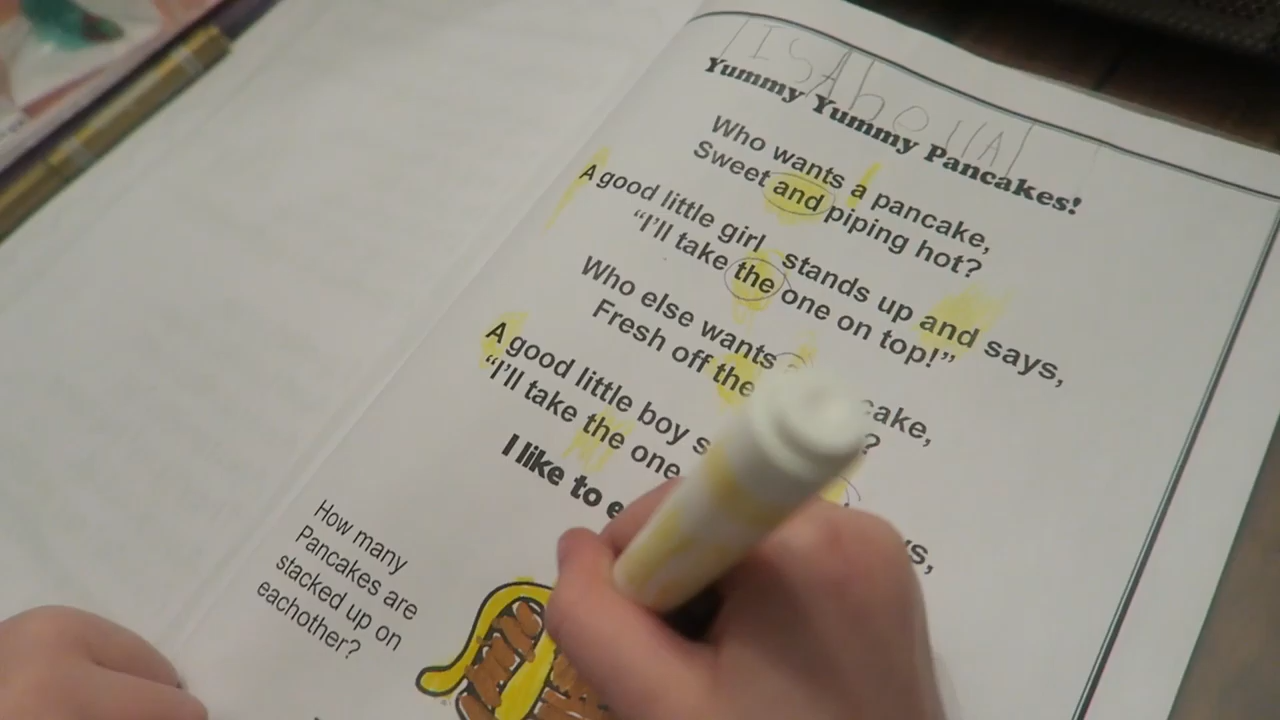 Yummy Yummy Pancakes!
Who wants a pancake,
Sweet and piping hot?
A good little girl stands up and says,
“I'll take the one on top!”
Who else wants cake,
Fresh off the ?
A good little boy s ys,
“I'll take the one
I like to e
How many
Pancakes are
stacked up on
eachother?